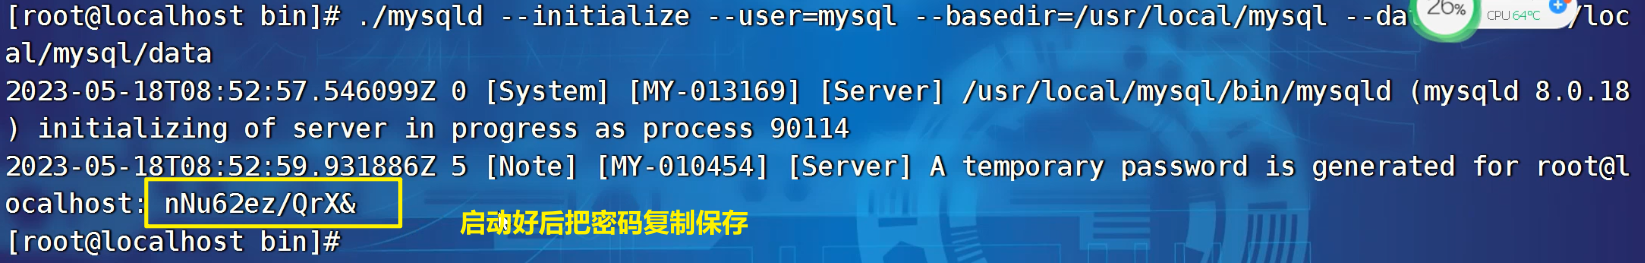 [root@localhost bin]# ./mysqld --initialize --user=mysql --basedir=/usr/local/mysql --da /loc
al/mysql/data
2023-05-18T08:52:57.546099Z 0 [System] [MY-013169] [Server] /usr/local/mysql/bin/mysqld (mysqld 8.0.18
) initializing of server in progress as process 90114
2023-05-18T08:52:59.931886Z 5 [Note] [MY-010454] [Server] A temporary password is generated for root@l
ocalhost: nNu62ez/QrX&
启动好后把密码复制保存
[root@localhost bin]#
26%
CPU 64°C